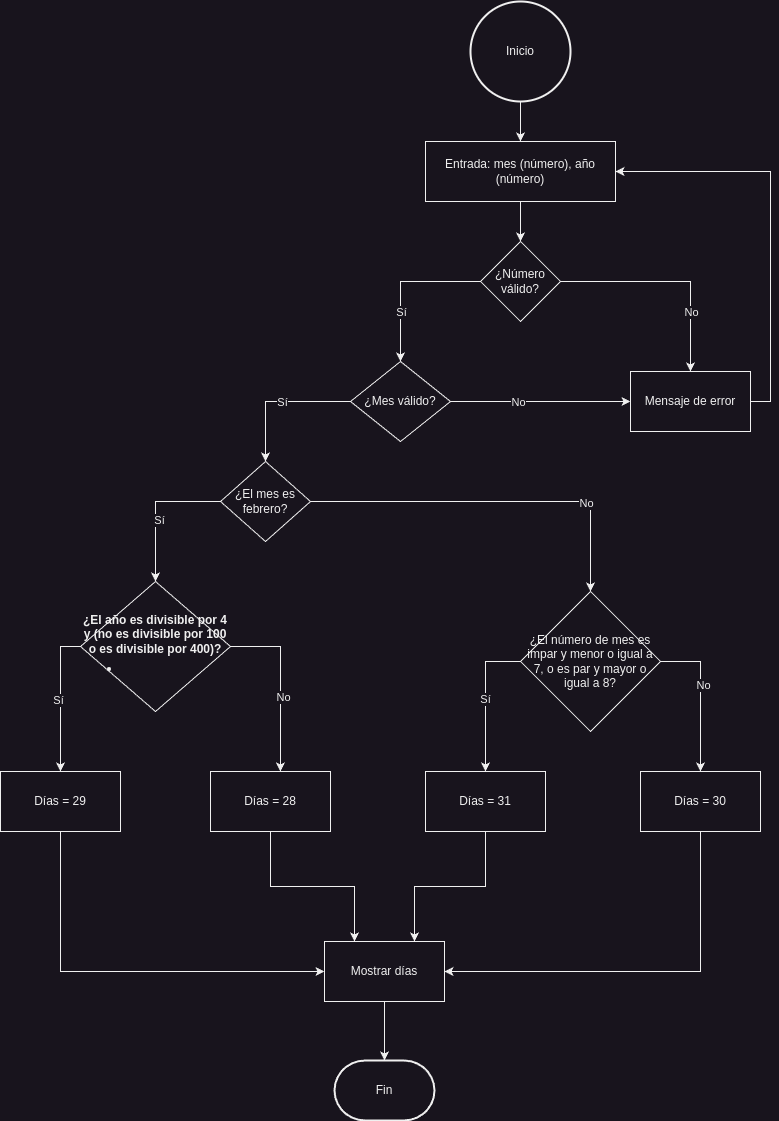 Inicio
Entrada: mes (número), año
(número)
¿Número
válido?
Sí
No
¿Mes válido?
Sí
No
Mensaje de error
¿El mes es
febrero?
Sí
No
¿El año es divisible por 4
y (no es divisible por 100
o es divisible por 400)?
¿El número de mes es
impar y menor o igual a
7, o es par y mayor o
igual a 8?
Sí
No
Sí
No
Días = 29
Días = 28
Días = 31
Días = 30
Mostrar días
Fin